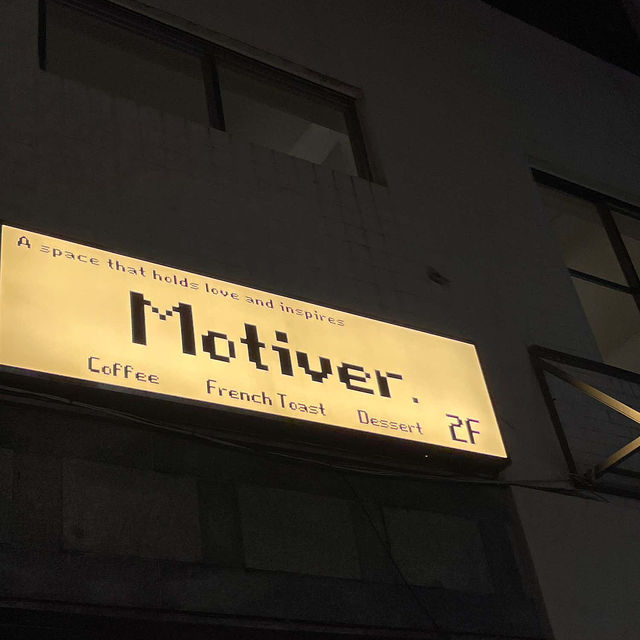 A space that holds love and inspires
Motiver.
Coffee French Toast Dessert 2F